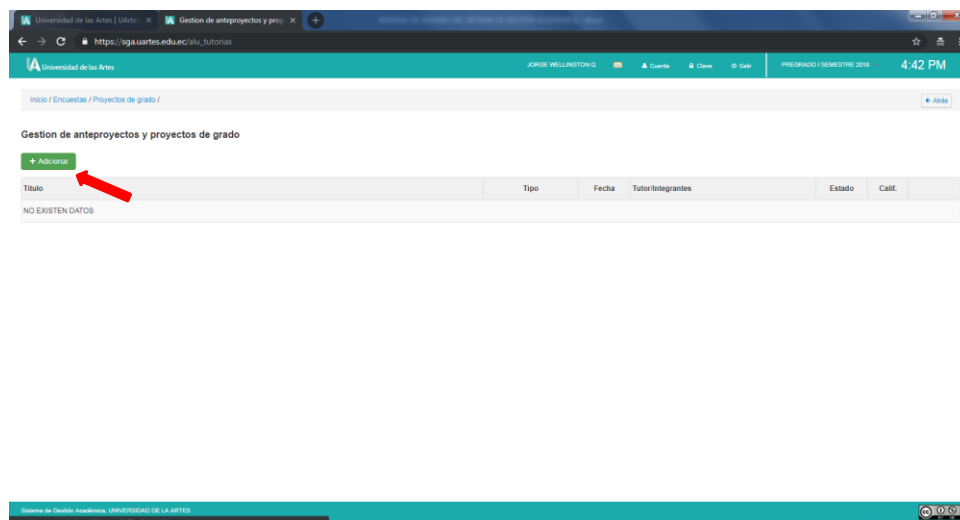 Universidad de las Artes | UArte
Gestion de anteproyectos y proy
https://sga.uartes.edu.ec/alu_tutorias
Universidad de las Artes
JORGE WELLINGTON G
Cuenta
Clave
Salir
PREGRADO I SEMESTRE 2018
4:42 PM
Inicio / Encuestas / Proyectos de grado /
Atrás
Gestion de anteproyectos y proyectos de grado
+ Adicionar
Titulo Tipo Fecha Tutor/Integrantes Estado Calif.
NO EXISTEN DATOS
Sistema de Gestión Académica, UNIVERSIDAD DE LA ARTES